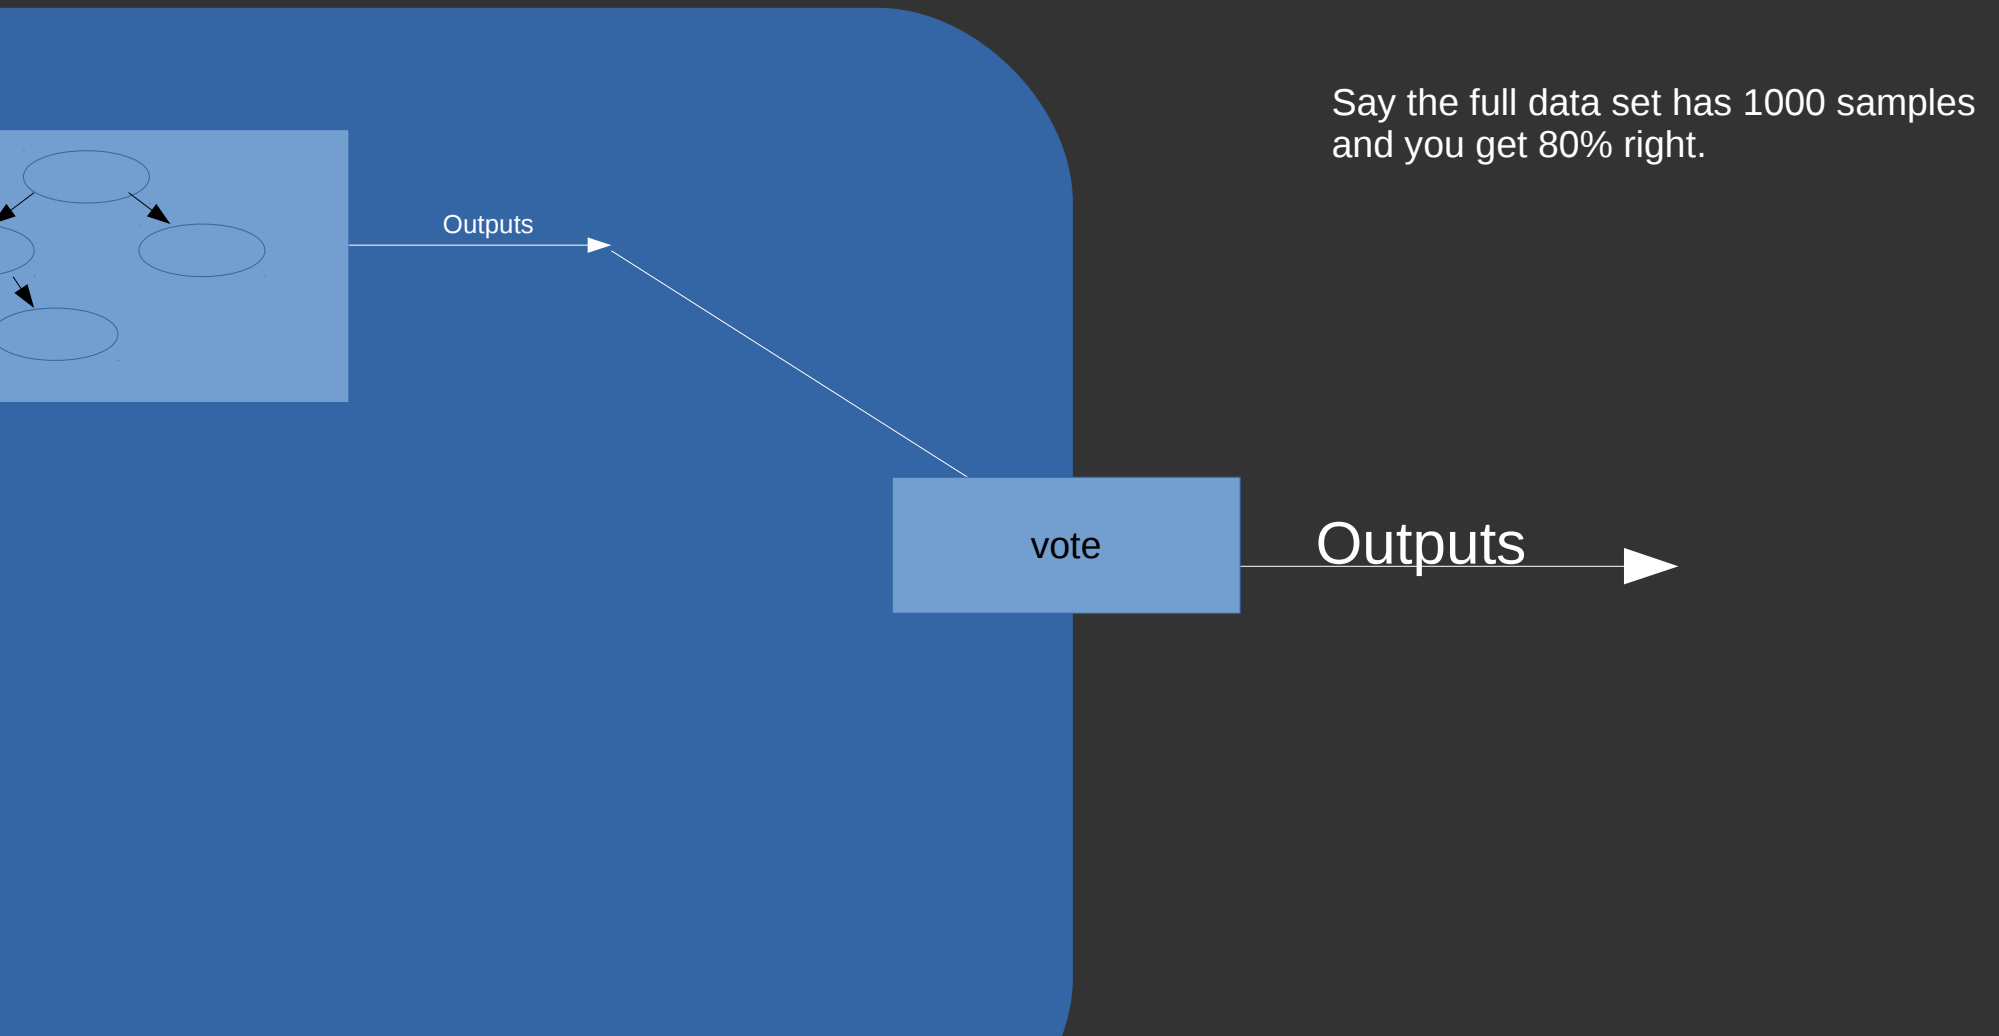 Say the full data set has 1000 samples
and you get 80% right.
Outputs
vote
Outputs